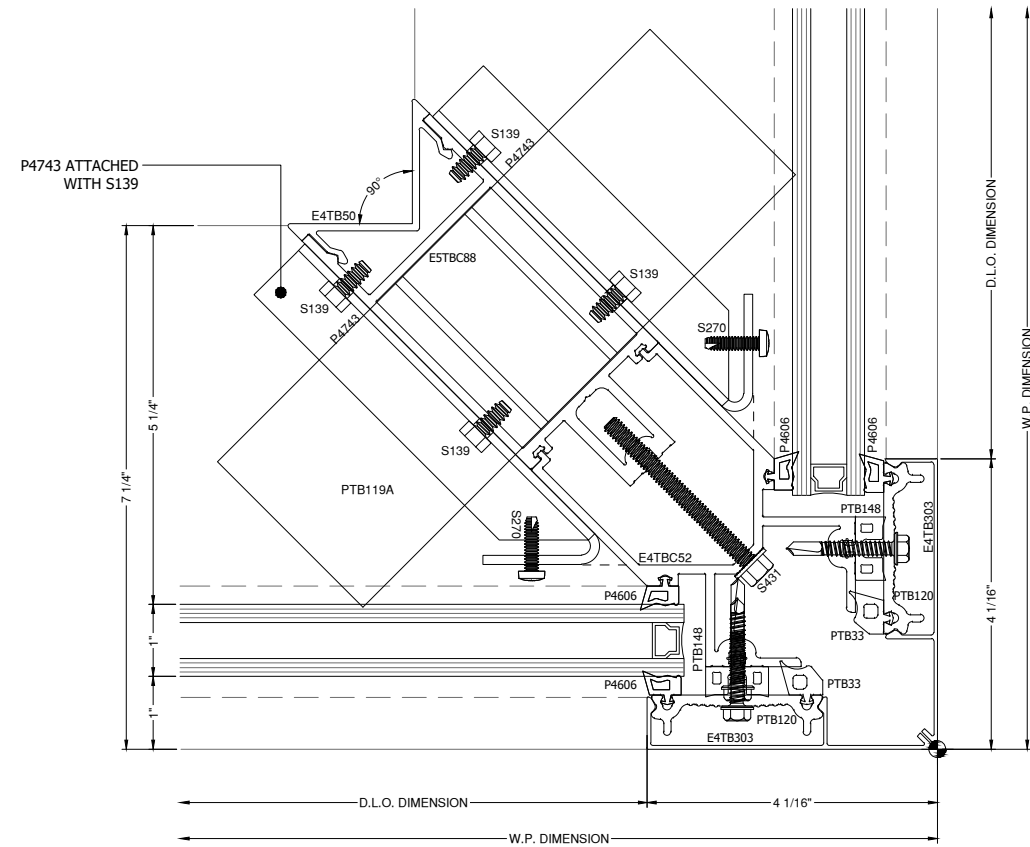 S139
P4743
P4743 ATTACHED
WITH S139
90°
E4TB50
E5TBC88
S139
S139
P4743
S270
D.L.O. DIMENSION
W.P. DIMENSION
5 1/4"
7 1/4"
S139
P4606
P4606
PTB119A
S270
PTB148
E4TB303
E4TBC52
S431
PTB120
4 1/16"
P4606
PTB33
1"
PTB148
P4606
PTB33
1"
PTB120
E4TB303
D.L.O. DIMENSION
4 1/16"
W.P. DIMENSION